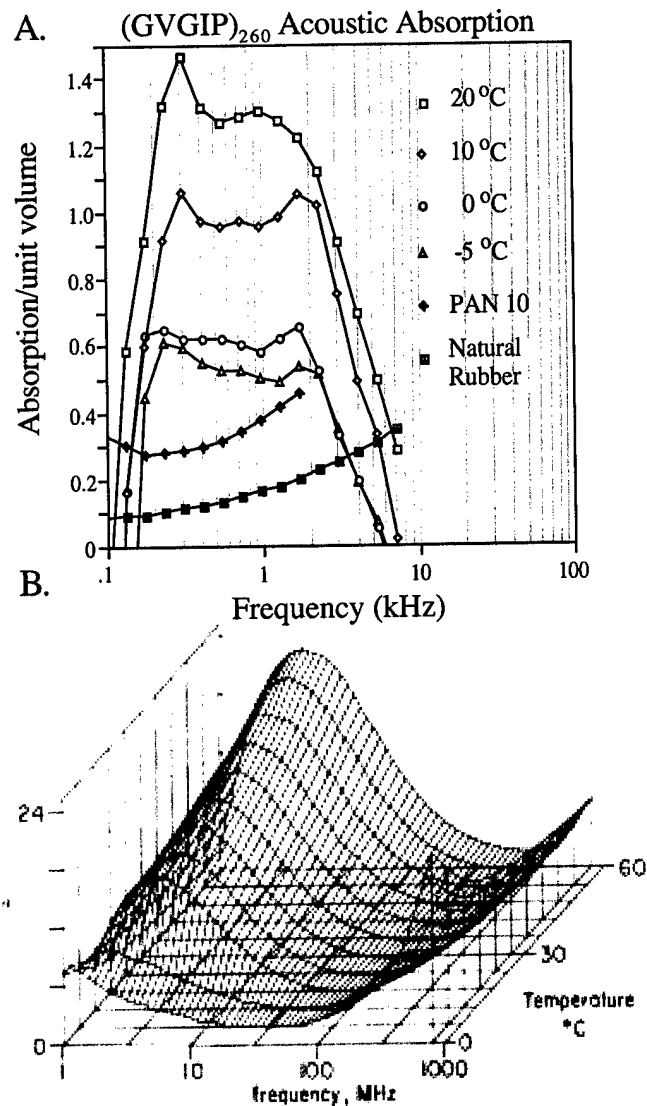 A.
(GVGIP)260 Acoustic Absorption
Absorption/unit volume
1.4
1.2
1.0
0.8
0.6
0.4
0.2
0
20 °C
10 °C
0 °C
-5 °C
PAN 10
Natural
Rubber
.1
1
10
100
Frequency (kHz)
B.
24
0
1
10
100
1000
frequency, MHz
60
30
0
Temperature
°C